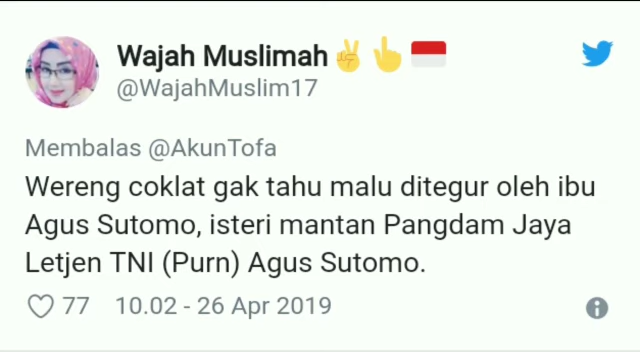 Wajah Muslimah ✌️👆🇮🇩
@WajahMuslim17
Membalas @AkunTofa
Wereng coklat gak tahu malu ditegur oleh ibu
Agus Sutomo, isteri mantan Pangdam Jaya
Letjen TNI (Purn) Agus Sutomo.
77 10.02 - 26 Apr 2019